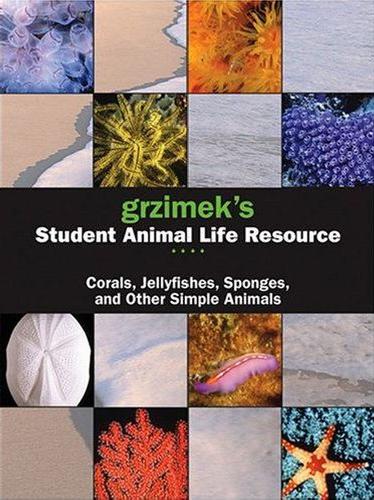 grzimek's
Student Animal Life Resource
Corals, Jellyfishes, Sponges,
and Other Simple Animals